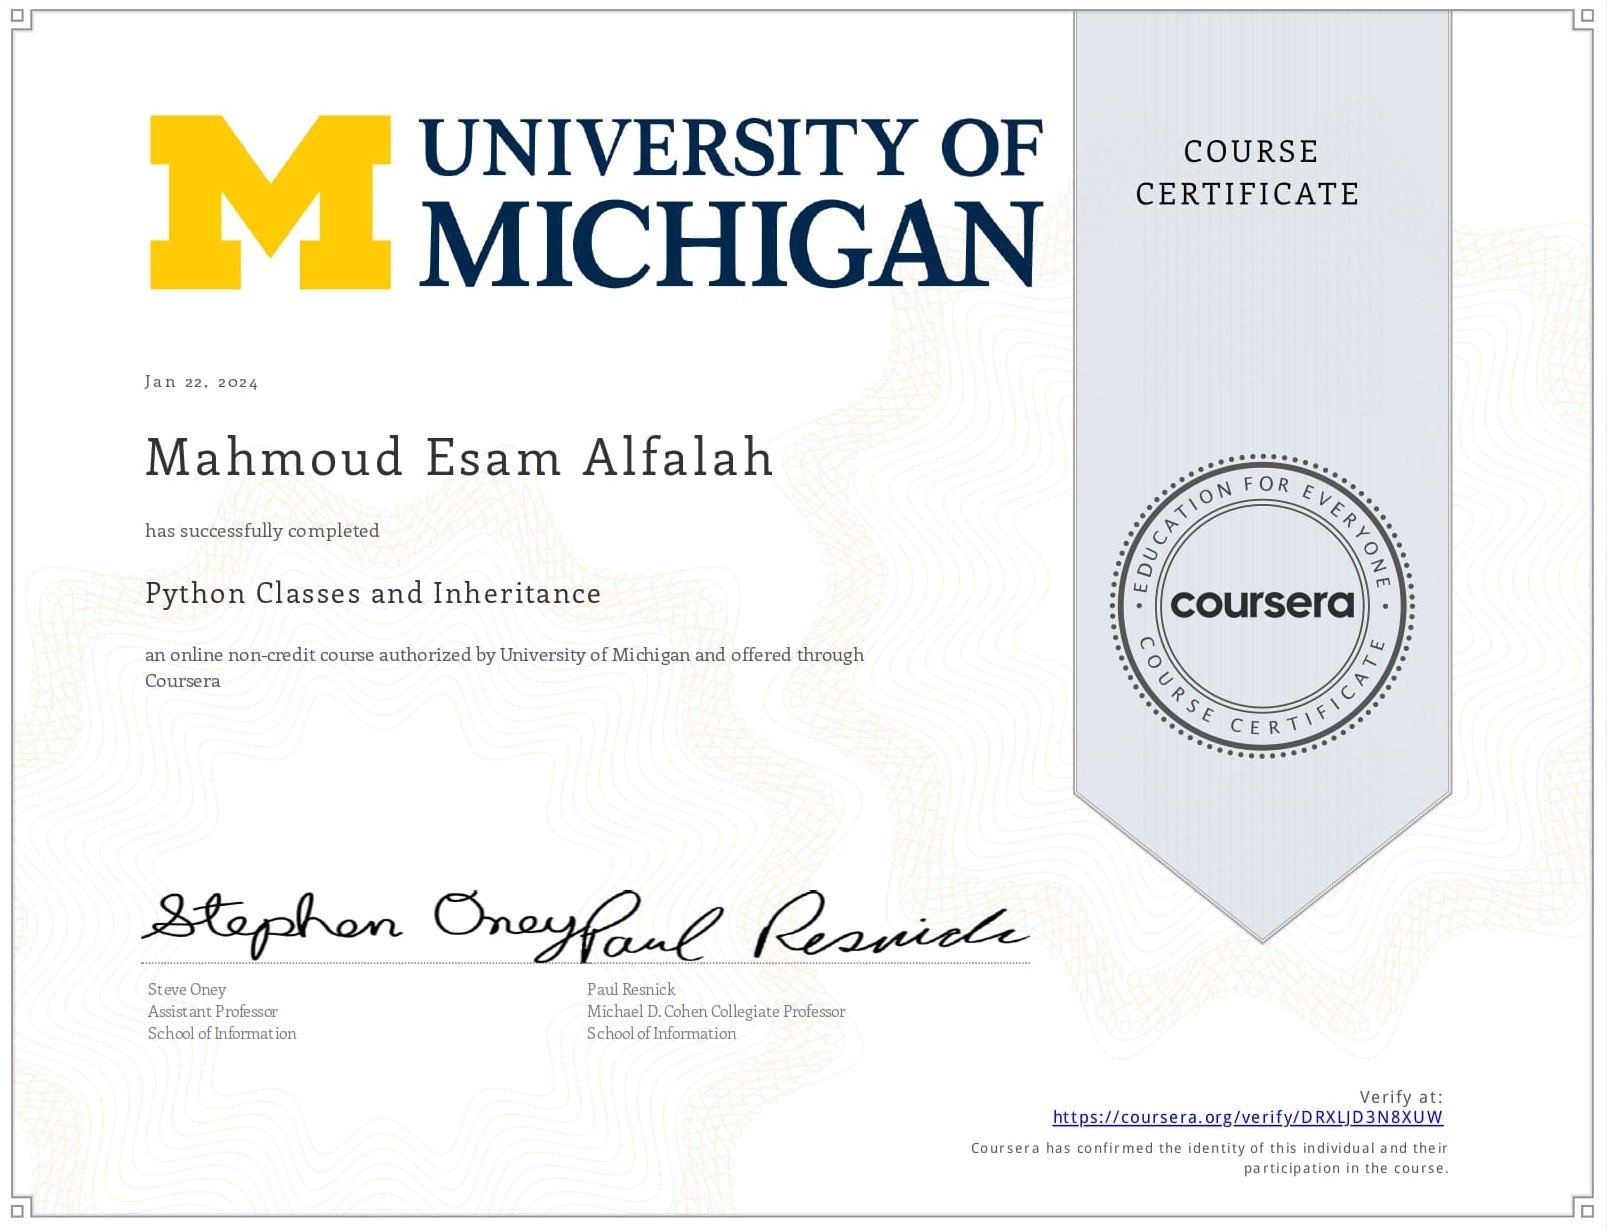 M
UNIVERSITY OF
MICHIGAN
COURSE
CERTIFICATE
Jan 22, 2024
Mahmoud Esam Alfalah
has successfully completed
Python Classes and Inheritance
an online non-credit course authorized by University of Michigan and offered through
Coursera
EDUCATION FOR EVERYONE
coursera
COURSE CERTIFICATE
Stephen Oney
Paul Resnick
Steve Oney
Assistant Professor
School of Information
Paul Resnick
Michael D. Cohen Collegiate Professor
School of Information
Verify at:
https://coursera.org/verify/DRXLJD3N8XUW
Coursera has confirmed the identity of this individual and their
participation in the course.